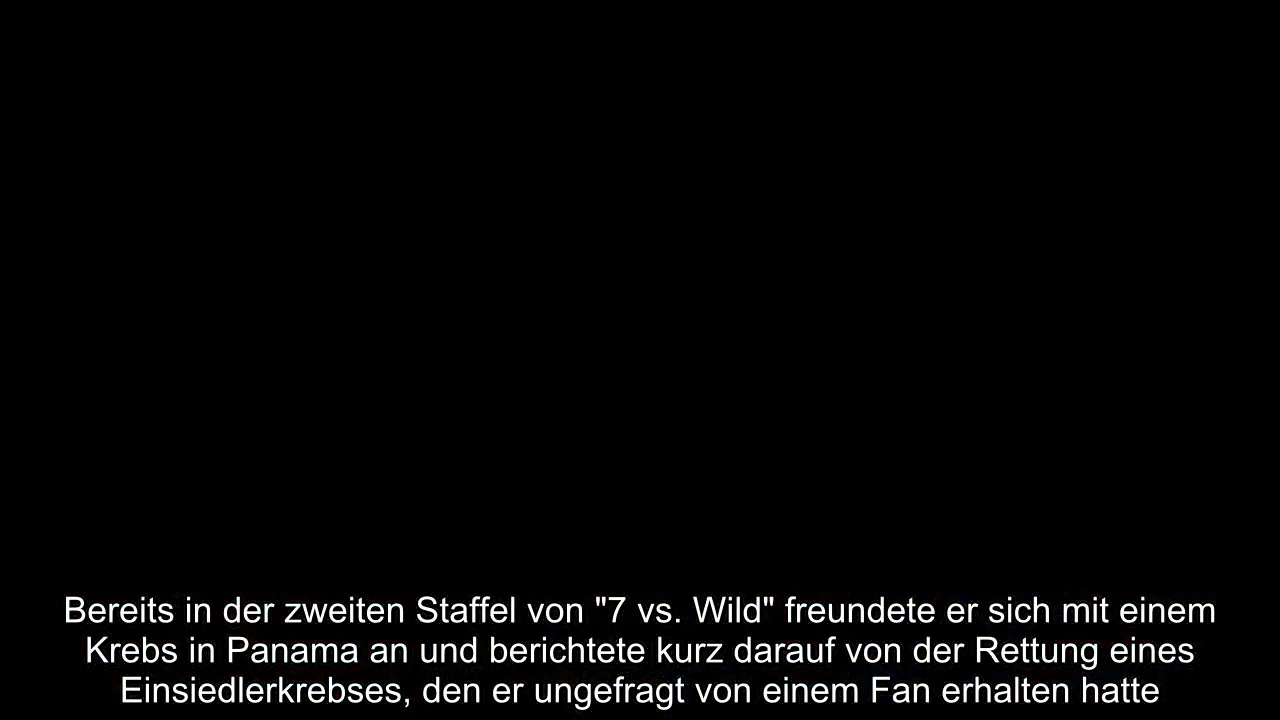 Bereits in der zweiten Staffel von "7 vs. Wild" freundete er sich mit einem
Krebs in Panama an und berichtete kurz darauf von der Rettung eines
Einsiedlerkrebses, den er ungefragt von einem Fan erhalten hatte